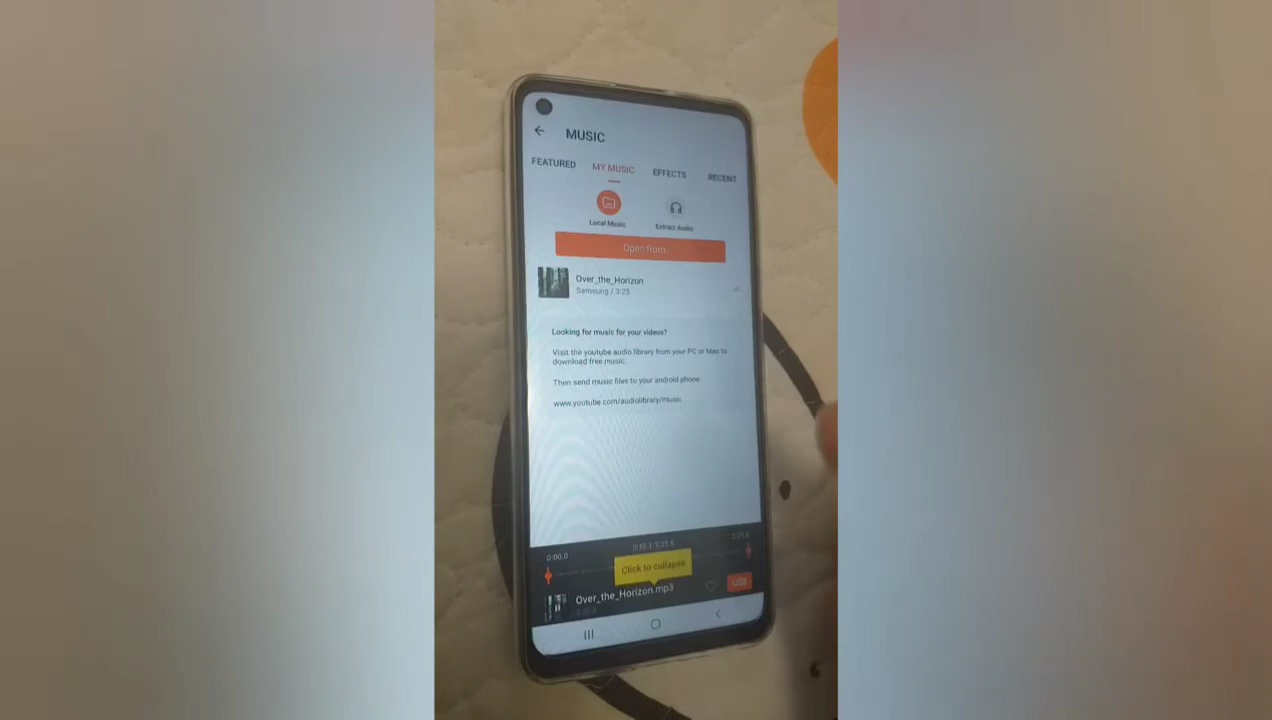 MUSIC
FEATURED MY MUSIC EFFECTS RECENT
Local Music Extract Audio
Open from
Over_the_Horizon
Samsung / 3:25
Looking for music for your videos?
Visit the youtube audio library from your PC or Mac to
download free music.
Then send music files to your android phone.
www.youtube.com/audiolibrary/music
0:00.0
Click to collapse
Over_the_Horizon.mp3
USE